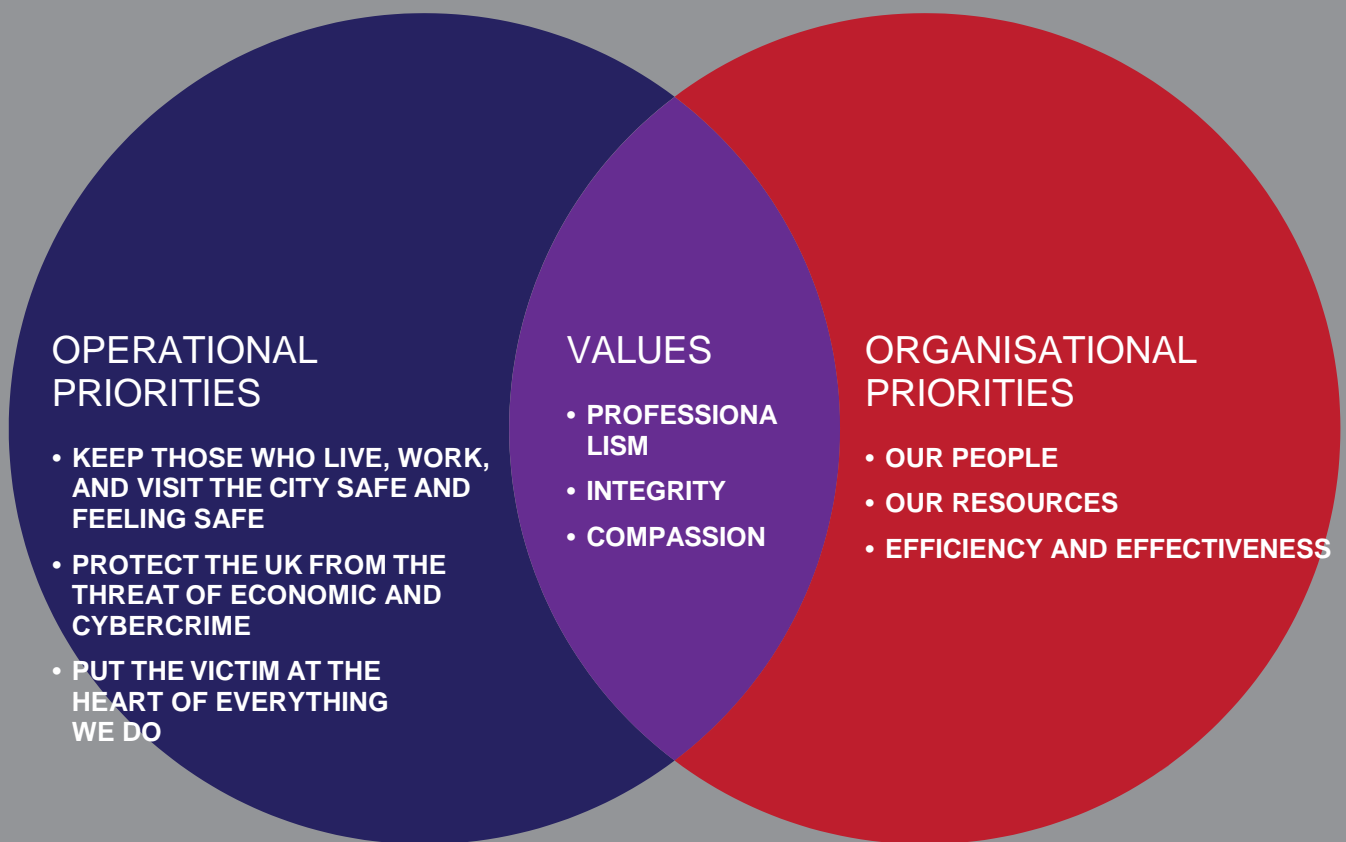 OPERATIONAL
PRIORITIES
• KEEP THOSE WHO LIVE, WORK,
AND VISIT THE CITY SAFE AND
FEELING SAFE
• PROTECT THE UK FROM THE
THREAT OF ECONOMIC AND
CYBERCRIME
• PUT THE VICTIM AT THE
HEART OF EVERYTHING
WE DO
VALUES
• PROFESSIONA
LISM
• INTEGRITY
• COMPASSION
ORGANISATIONAL
PRIORITIES
• OUR PEOPLE
• OUR RESOURCES
• EFFICIENCY AND EFFECTIVENESS